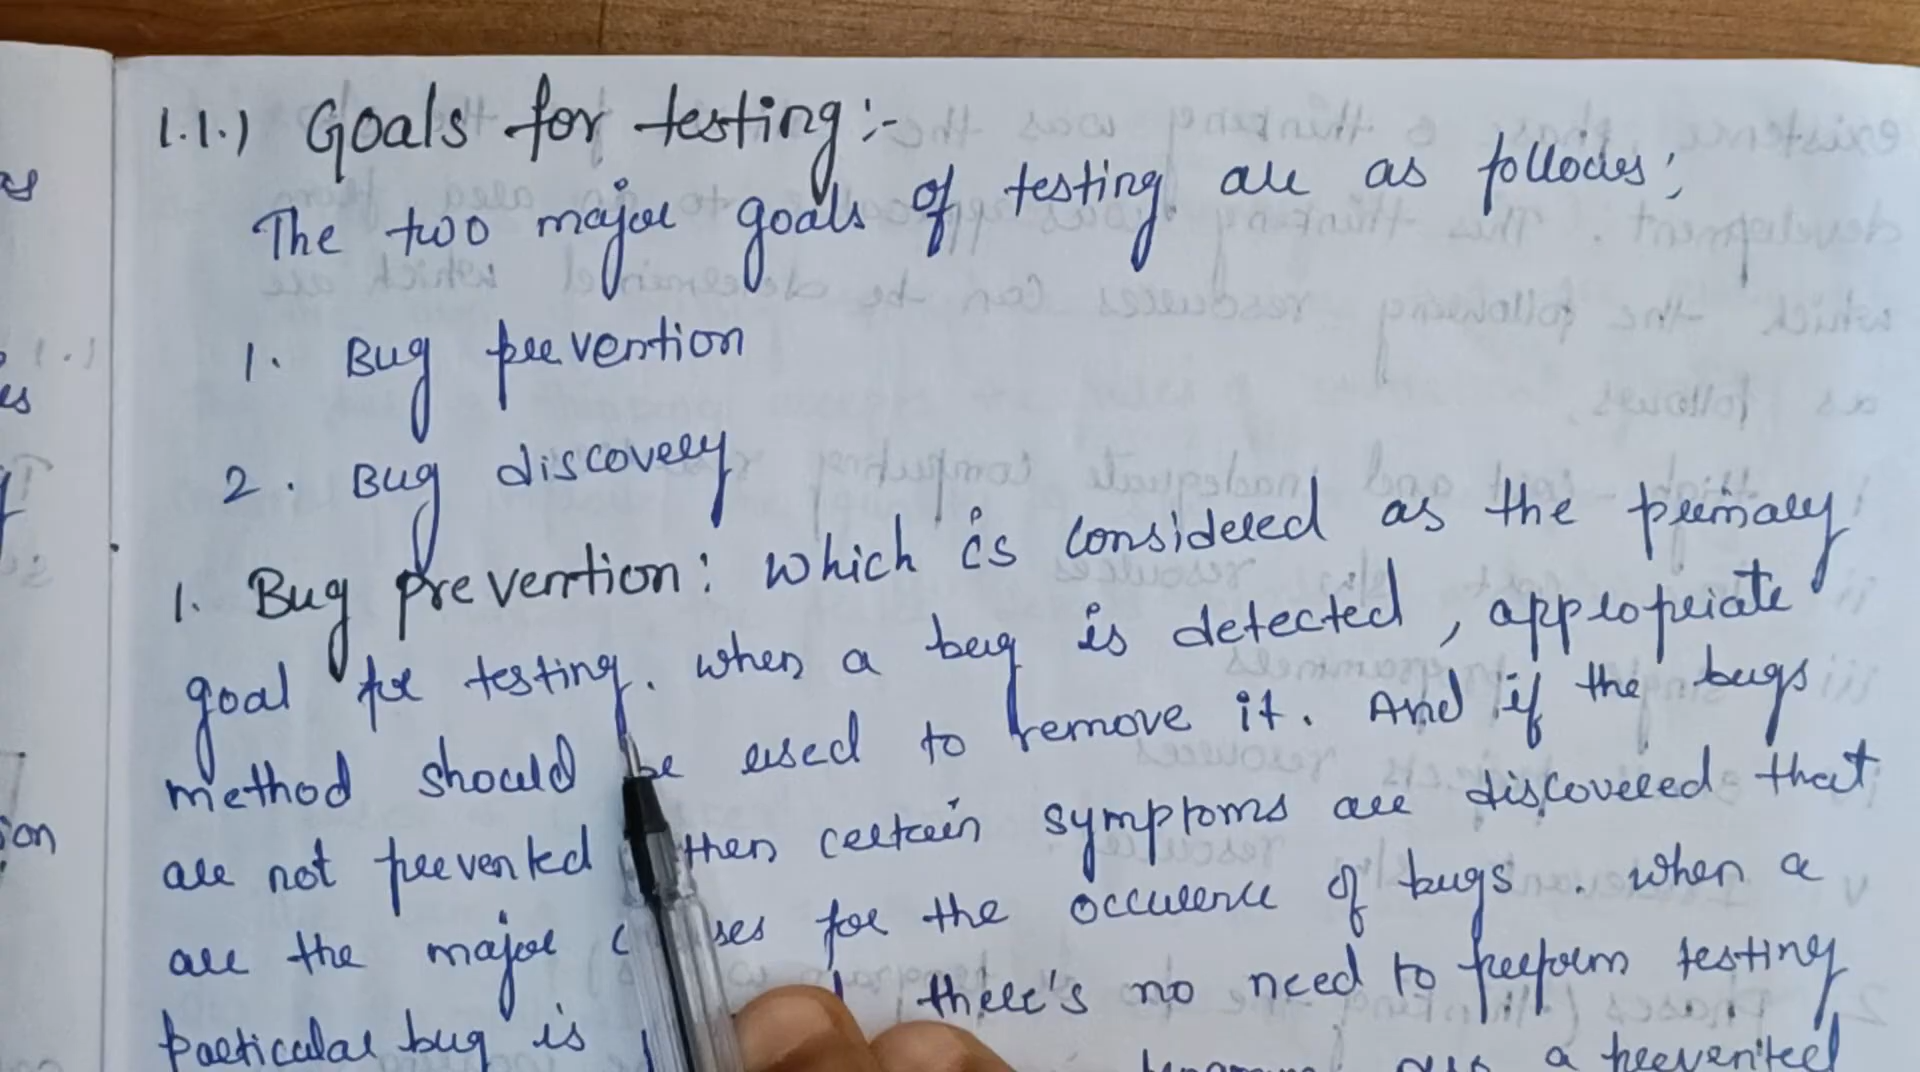 1.1.1 Goals for testing:-
The two major goals of testing are as follows;
1. Bug prevention
2. Bug discovery
1. Bug prevention: which is considered as the primary
goal for testing. when a bug is detected, appropriate
method should be used to remove it. And if the bugs
are not prevented then certain symptoms are discovered that
are the major for the occurence of bugs. when a
particular bug is there's no need to perform testing
a prevented